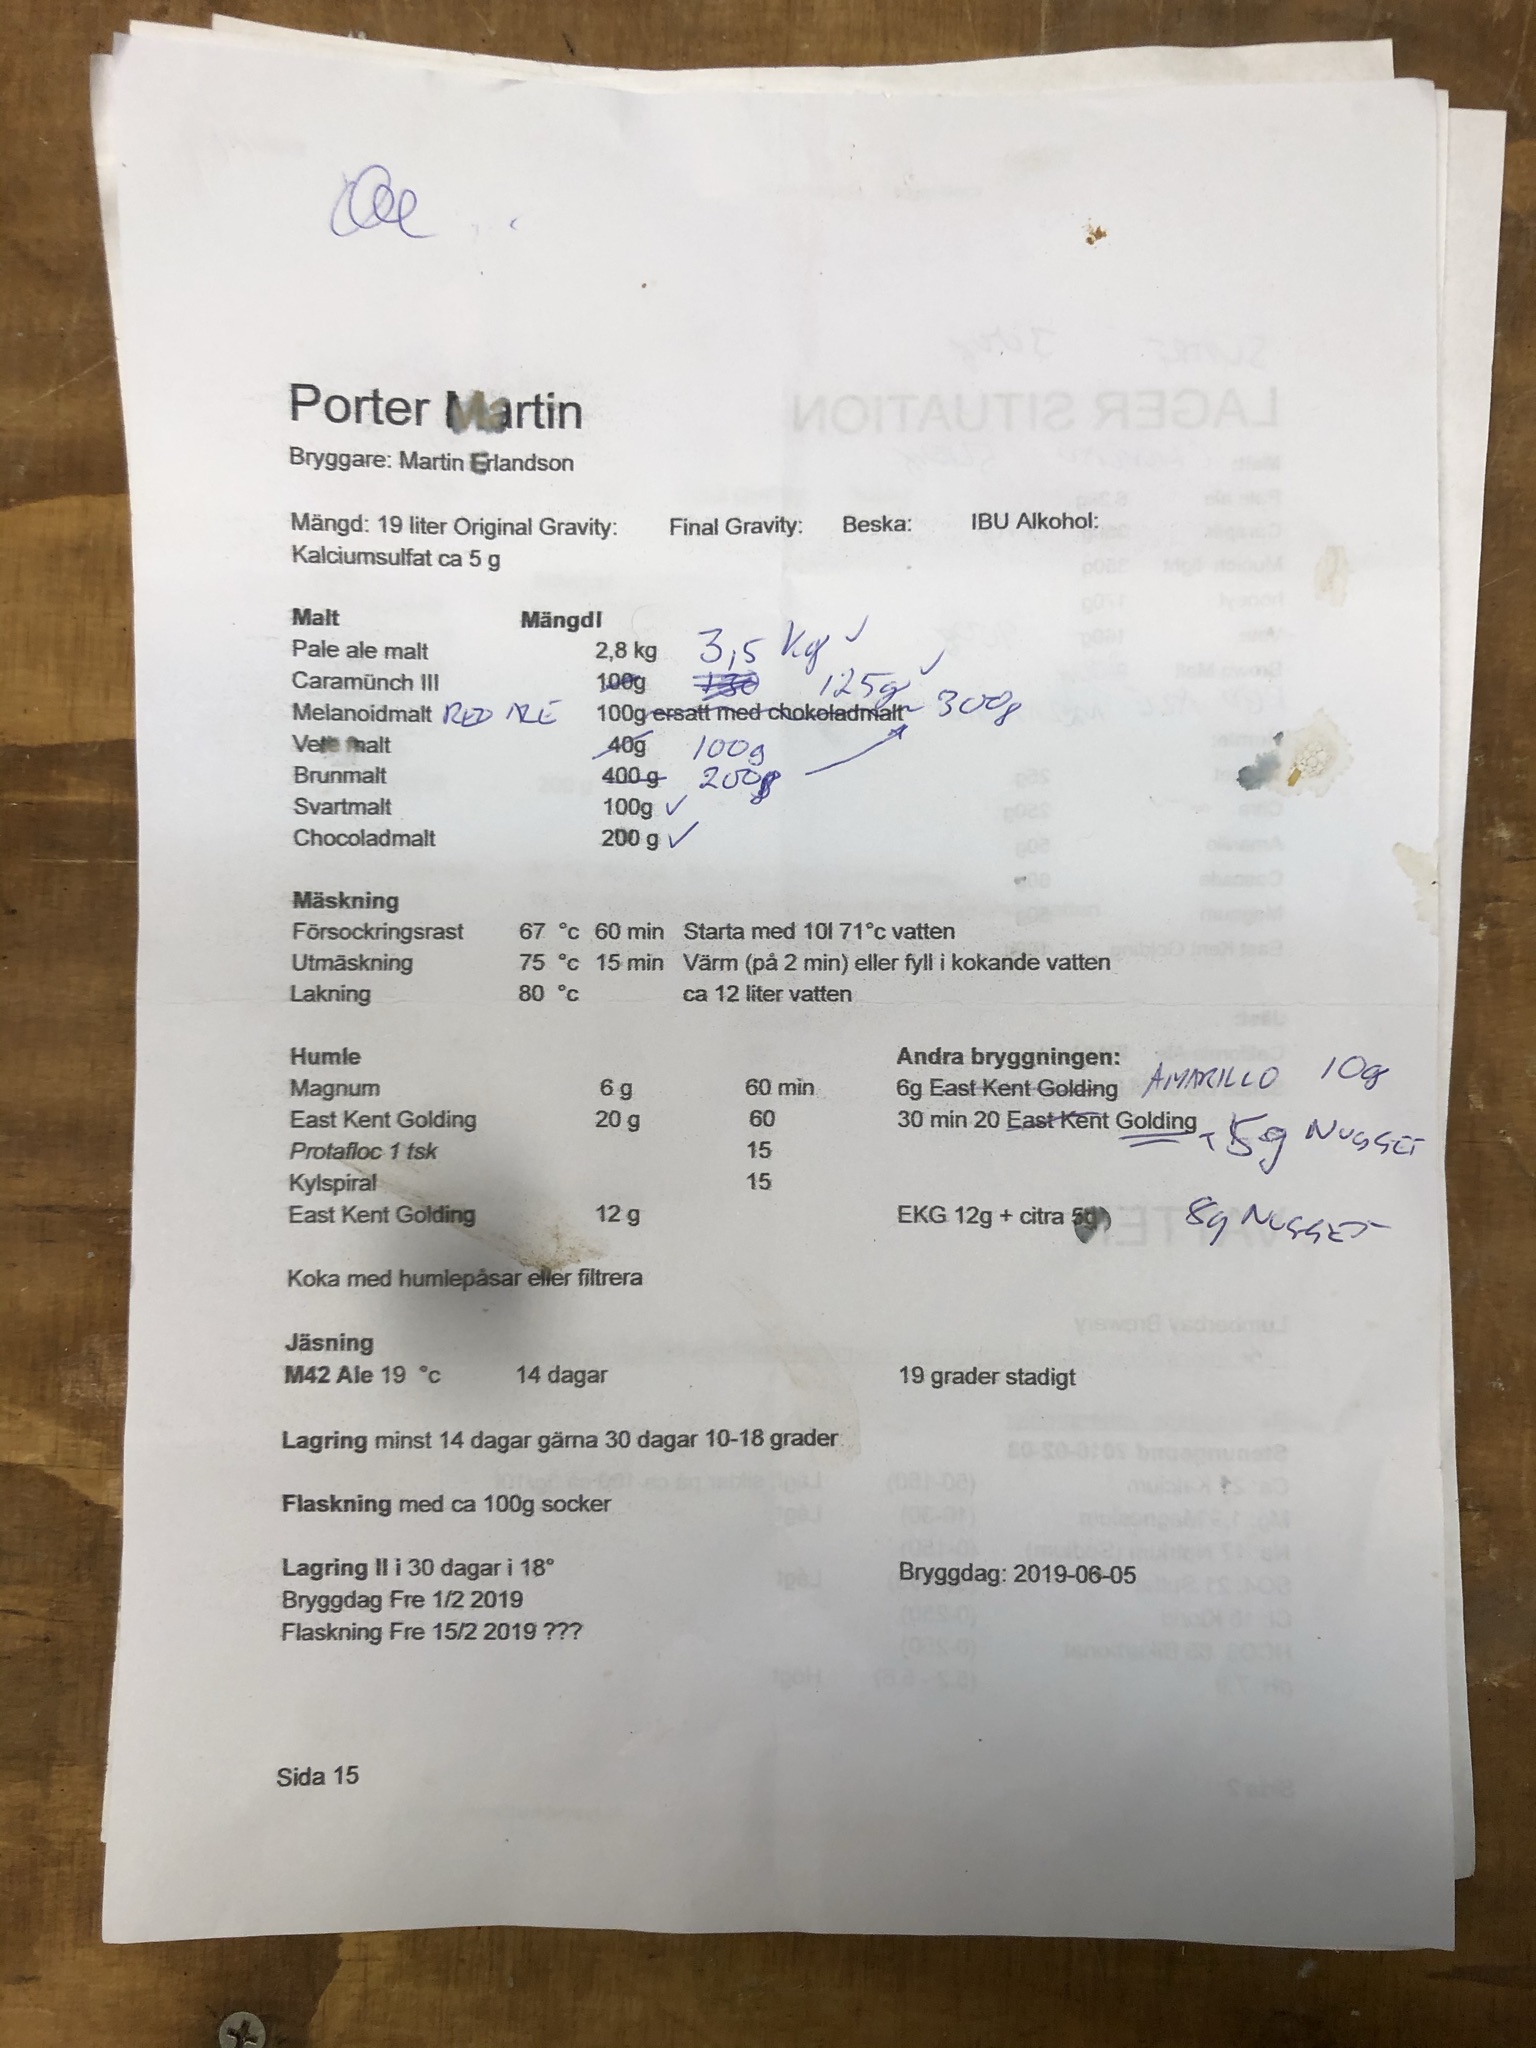 Porter Martin
Bryggare: Martin Erlandson
Mängd: 19 liter Original Gravity: Final Gravity: Beska: IBU Alkohol:
Kalciumsulfat ca 5 g
Malt Mängdl
Pale ale malt 2,8 kg 3,5 kg ✓
Caramünch III 100g 130 125g ✓
Melanoidmalt RED ALE 100g ersatt med chokoladmalt 300g
Vete malt 40g 100g
Brunmalt 400 g 200g
Svartmalt 100g ✓
Chocoladmalt 200 g ✓
Mäskning
Försockringsrast 67 °c 60 min Starta med 10l 71°c vatten
Utmäskning 75 °c 15 min Värm (på 2 min) eller fyll i kokande vatten
Lakning 80 °c ca 12 liter vatten
Humle Andra bryggningen:
Magnum 6 g 60 min 6g East Kent Golding AMARILLO 10g
East Kent Golding 20 g 60 30 min 20 East Kent Golding 5g NUGGET
Protafloc 1 tsk 15
Kylspiral 15
East Kent Golding 12 g EKG 12g + citra 5g 8g NUGGET
Koka med humlepåsar eller filtrera
Jäsning
M42 Ale 19 °c 14 dagar 19 grader stadigt
Lagring minst 14 dagar gärna 30 dagar 10-18 grader
Flaskning med ca 100g socker
Lagring II i 30 dagar i 18° Bryggdag: 2019-06-05
Bryggdag Fre 1/2 2019
Flaskning Fre 15/2 2019 ???
Sida 15